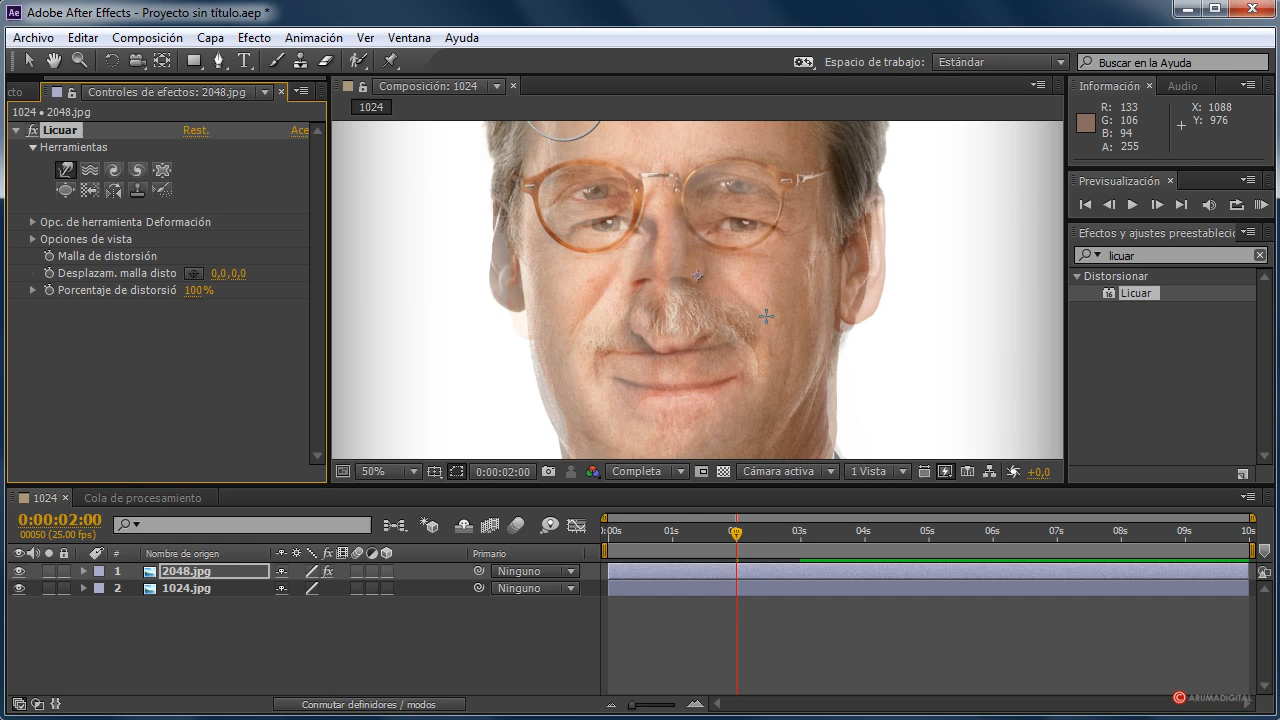 Adobe After Effects - Proyecto sin título.aep *
Archivo Editar Composición Capa Efecto Animación Ver Ventana Ayuda
Espacio de trabajo: Estándar Buscar en la Ayuda
cto Controles de efectos: 2048.jpg Composición: 1024 Información Audio
1024 • 2048.jpg 1024
R: 133 X: 1088
G: 106 Y: 976
B: 94
A: 255
fx Licuar Rest. Ace
Herramientas
Opc. de herramienta Deformación
Opciones de vista
Malla de distorsión
Desplazam. malla disto 0,0,0,0
Porcentaje de distorsió 100%
Previsualización
Efectos y ajustes preestablecio
licuar
Distorsionar
16 Licuar
50% 0:00:02:00 Completa Cámara activa 1 Vista +0,0
1024 Cola de procesamiento
0:00:02:00
00050 (25.00 fps)
):00s 01s 03s 04s 05s 06s 07s 08s 09s 10s
# Nombre de origen fx Primario
1 2048.jpg fx Ninguno
2 1024.jpg Ninguno
Conmutar definidores / modos
© ARUMADIGITAL